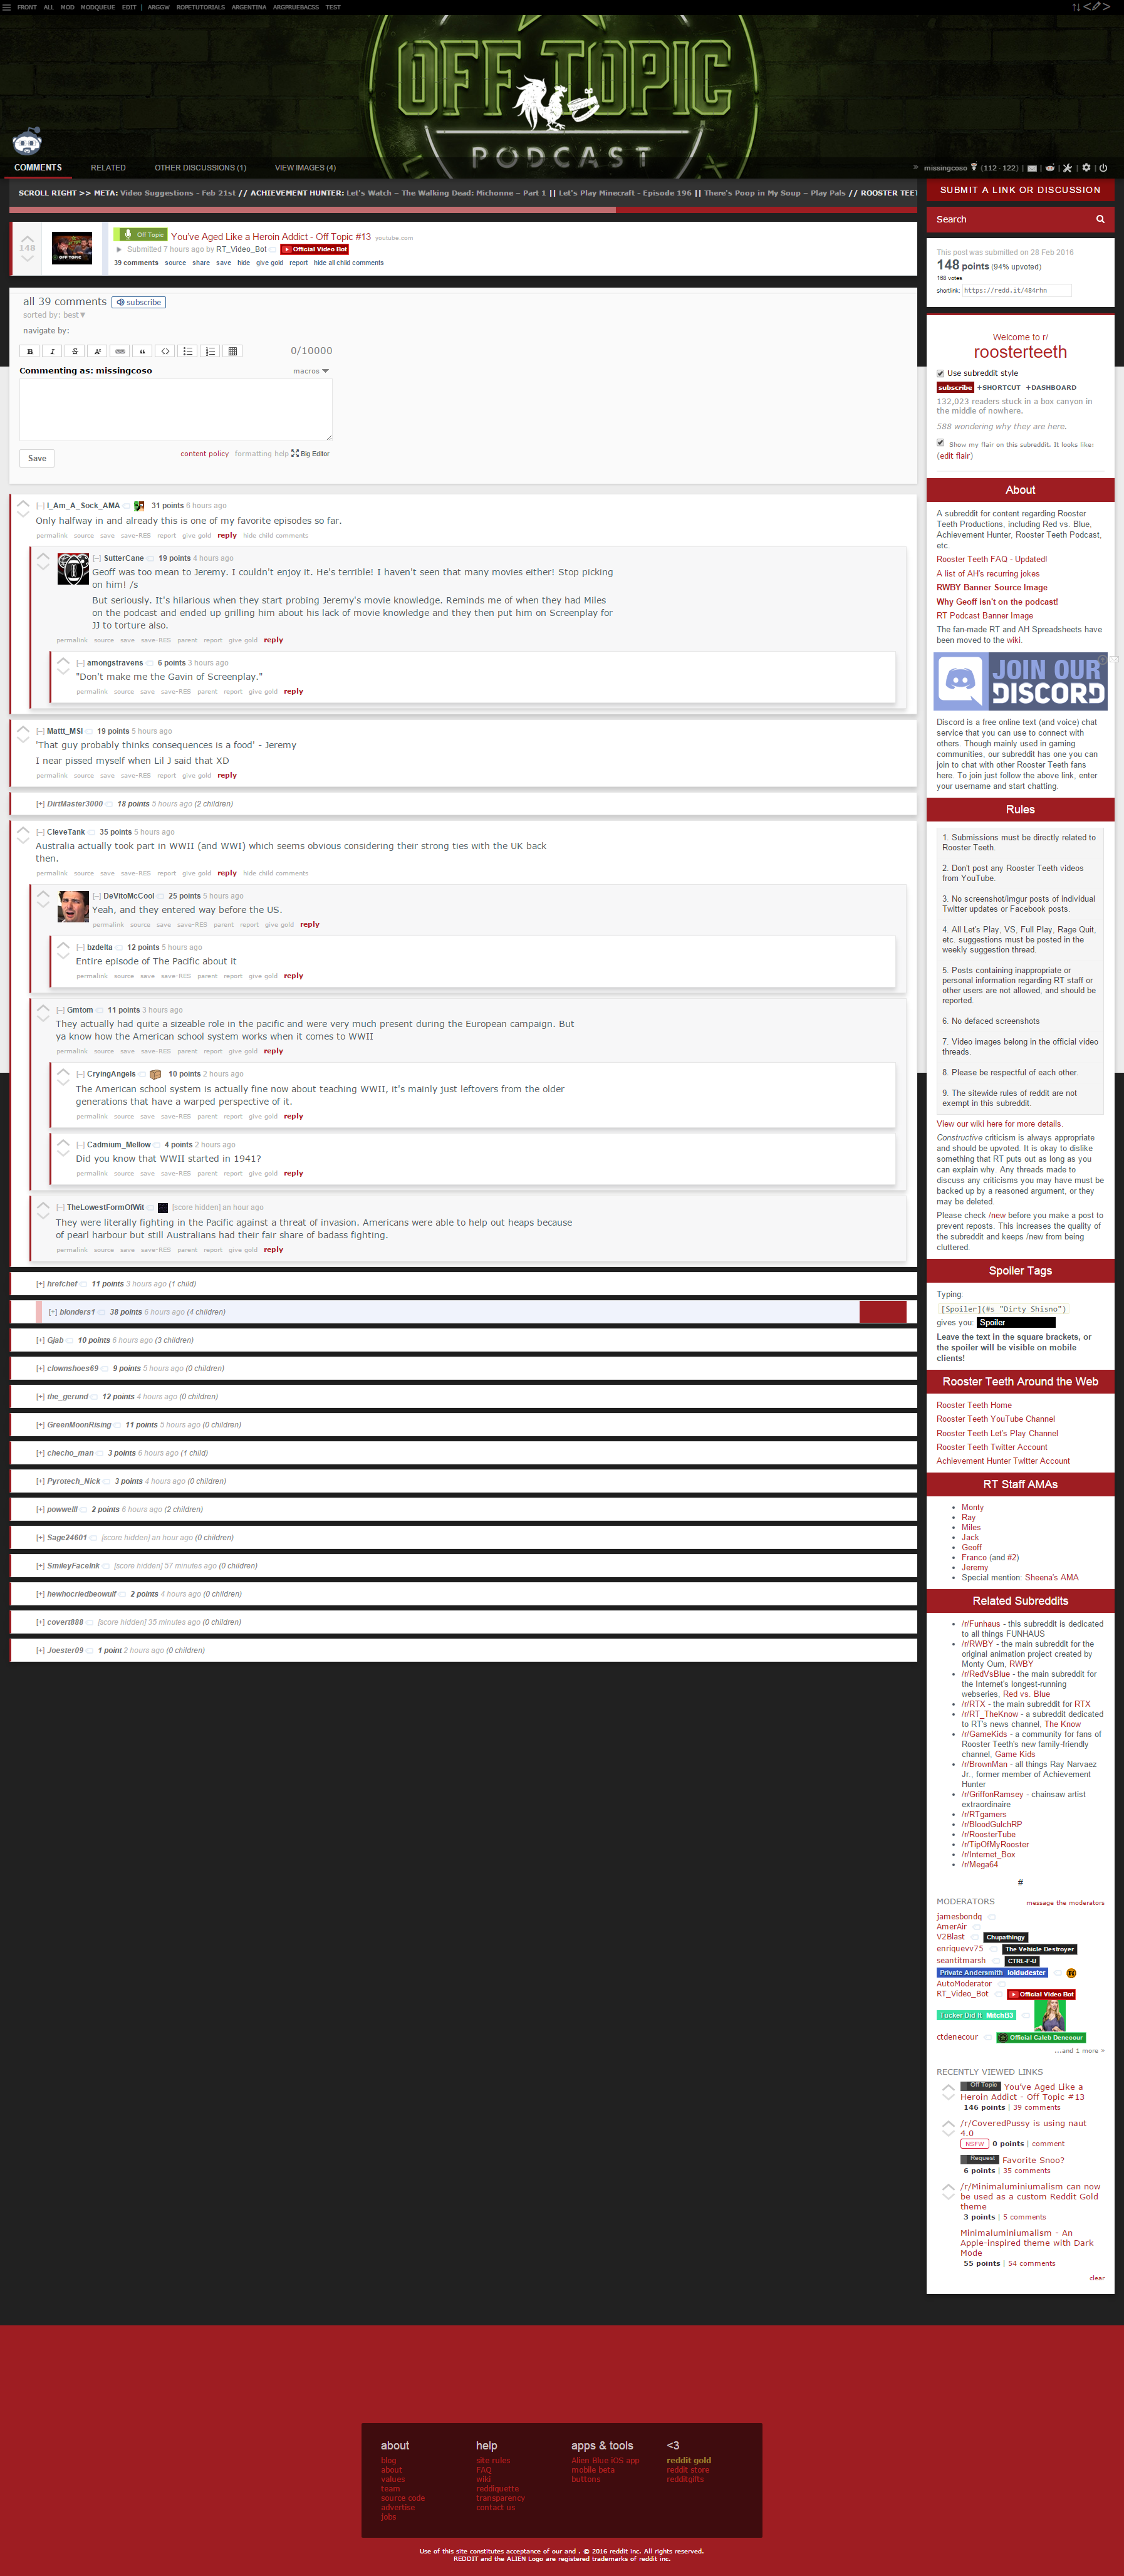 FRONT ALL MOD MODQUEUE EDIT | ARGGW ROPETUTORIALS ARGENTINA ARGPRUEBACSS TEST
OFF TOPIC
PODCAST
COMMENTS RELATED OTHER DISCUSSIONS (1) VIEW IMAGES (4)
missingcoso (112 · 122)
SCROLL RIGHT >> META: Video Suggestions - Feb 21st // ACHIEVEMENT HUNTER: Let's Watch – The Walking Dead: Michonne – Part 1 || Let's Play Minecraft - Episode 196 || There's Poop in My Soup – Play Pals // ROOSTER TEET
148
Off Topic You've Aged Like a Heroin Addict - Off Topic #13 youtube.com
Submitted 7 hours ago by RT_Video_Bot Official Video Bot
39 comments source share save hide give gold report hide all child comments
all 39 comments subscribe
sorted by: best▼
navigate by:
0/10000
Commenting as: missingcoso macros
Save content policy formatting help Big Editor
[–] I_Am_A_Sock_AMA 31 points 6 hours ago
Only halfway in and already this is one of my favorite episodes so far.
permalink source save save-RES report give gold reply hide child comments
[–] SutterCane 19 points 4 hours ago
Geoff was too mean to Jeremy. I couldn't enjoy it. He's terrible! I haven't seen that many movies either! Stop picking
on him! /s
But seriously. It's hilarious when they start probing Jeremy's movie knowledge. Reminds me of when they had Miles
on the podcast and ended up grilling him about his lack of movie knowledge and they then put him on Screenplay for
JJ to torture also.
permalink source save save-RES parent report give gold reply
[–] amongstravens 6 points 3 hours ago
"Don't make me the Gavin of Screenplay."
permalink source save save-RES parent report give gold reply
[–] Mattt_MSI 19 points 5 hours ago
'That guy probably thinks consequences is a food' - Jeremy
I near pissed myself when Lil J said that XD
permalink source save save-RES report give gold reply
[+] DirtMaster3000 18 points 5 hours ago (2 children)
[–] CleveTank 35 points 5 hours ago
Australia actually took part in WWII (and WWI) which seems obvious considering their strong ties with the UK back
then.
permalink source save save-RES report give gold reply hide child comments
[–] DeVitoMcCool 25 points 5 hours ago
Yeah, and they entered way before the US.
permalink source save save-RES parent report give gold reply
[–] bzdelta 12 points 5 hours ago
Entire episode of The Pacific about it
permalink source save save-RES parent report give gold reply
[–] Gmtom 11 points 3 hours ago
They actually had quite a sizeable role in the pacific and were very much present during the European campaign. But
ya know how the American school system works when it comes to WWII
permalink source save save-RES parent report give gold reply
[–] CryingAngels 10 points 2 hours ago
The American school system is actually fine now about teaching WWII, it's mainly just leftovers from the older
generations that have a warped perspective of it.
permalink source save save-RES parent report give gold reply
[–] Cadmium_Mellow 4 points 2 hours ago
Did you know that WWII started in 1941?
permalink source save save-RES parent report give gold reply
[–] TheLowestFormOfWit [score hidden] an hour ago
They were literally fighting in the Pacific against a threat of invasion. Americans were able to help out heaps because
of pearl harbour but still Australians had their fair share of badass fighting.
permalink source save save-RES parent report give gold reply
[+] hrefchef 11 points 3 hours ago (1 child)
[+] blonders1 38 points 6 hours ago (4 children)
[+] Gjab 10 points 6 hours ago (3 children)
[+] clownshoes69 9 points 5 hours ago (0 children)
[+] the_gerund 12 points 4 hours ago (0 children)
[+] GreenMoonRising 11 points 5 hours ago (0 children)
[+] checho_man 3 points 6 hours ago (1 child)
[+] Pyrotech_Nick 3 points 4 hours ago (0 children)
[+] powwelll 2 points 6 hours ago (2 children)
[+] Sage24601 [score hidden] an hour ago (0 children)
[+] SmileyFaceInk [score hidden] 57 minutes ago (0 children)
[+] hewhocriedbeowulf 2 points 4 hours ago (0 children)
[+] covert888 [score hidden] 35 minutes ago (0 children)
[+] Joester09 1 point 2 hours ago (0 children)
SUBMIT A LINK OR DISCUSSION
Search
This post was submitted on 28 Feb 2016
148 points (94% upvoted)
168 votes
shortlink: https://redd.it/484rhn
Welcome to r/
roosterteeth
Use subreddit style
subscribe +SHORTCUT +DASHBOARD
132,023 readers stuck in a box canyon in
the middle of nowhere.
588 wondering why they are here.
Show my flair on this subreddit. It looks like:
(edit flair)
About
A subreddit for content regarding Rooster
Teeth Productions, including Red vs. Blue,
Achievement Hunter, Rooster Teeth Podcast,
etc.
Rooster Teeth FAQ - Updated!
A list of AH's recurring jokes
RWBY Banner Source Image
Why Geoff isn't on the podcast!
RT Podcast Banner Image
The fan-made RT and AH Spreadsheets have
been moved to the wiki.
JOIN OUR
DISCORD
Discord is a free online text (and voice) chat
service that you can use to connect with
others. Though mainly used in gaming
communities, our subreddit has one you can
join to chat with other Rooster Teeth fans
here. To join just follow the above link, enter
your username and start chatting.
Rules
1. Submissions must be directly related to
Rooster Teeth.
2. Don't post any Rooster Teeth videos
from YouTube.
3. No screenshot/imgur posts of individual
Twitter updates or Facebook posts.
4. All Let's Play, VS, Full Play, Rage Quit,
etc. suggestions must be posted in the
weekly suggestion thread.
5. Posts containing inappropriate or
personal information regarding RT staff or
other users are not allowed, and should be
reported.
6. No defaced screenshots
7. Video images belong in the official video
threads.
8. Please be respectful of each other.
9. The sitewide rules of reddit are not
exempt in this subreddit.
View our wiki here for more details.
Constructive criticism is always appropriate
and should be upvoted. It is okay to dislike
something that RT puts out as long as you
can explain why. Any threads made to
discuss any criticisms you may have must be
backed up by a reasoned argument, or they
may be deleted.
Please check /new before you make a post to
prevent reposts. This increases the quality of
the subreddit and keeps /new from being
cluttered.
Spoiler Tags
Typing:
[Spoiler](#s "Dirty Shisno")
gives you: Spoiler
Leave the text in the square brackets, or
the spoiler will be visible on mobile
clients!
Rooster Teeth Around the Web
Rooster Teeth Home
Rooster Teeth YouTube Channel
Rooster Teeth Let's Play Channel
Rooster Teeth Twitter Account
Achievement Hunter Twitter Account
RT Staff AMAs
Monty
Ray
Miles
Jack
Geoff
Franco (and #2)
Jeremy
Special mention: Sheena's AMA
Related Subreddits
/r/Funhaus - this subreddit is dedicated
to all things FUNHAUS
/r/RWBY - the main subreddit for the
original animation project created by
Monty Oum, RWBY
/r/RedVsBlue - the main subreddit for
the Internet's longest-running
webseries, Red vs. Blue
/r/RTX - the main subreddit for RTX
/r/RT_TheKnow - a subreddit dedicated
to RT's news channel, The Know
/r/GameKids - a community for fans of
Rooster Teeth's new family-friendly
channel, Game Kids
/r/BrownMan - all things Ray Narvaez
Jr., former member of Achievement
Hunter
/r/GriffonRamsey - chainsaw artist
extraordinaire
/r/RTgamers
/r/BloodGulchRP
/r/RoosterTube
/r/TipOfMyRooster
/r/Internet_Box
/r/Mega64
#
MODERATORS message the moderators
jamesbondq
AmerAir
V2Blast Chupathingy
enriquevv75 The Vehicle Destroyer
seantitmarsh CTRL-F-U
Private Andersmith loldudester
AutoModerator
RT_Video_Bot Official Video Bot
Tucker Did It MitchB3
ctdenecour Official Caleb Denecour
...and 1 more »
RECENTLY VIEWED LINKS
Off Topic You've Aged Like a
Heroin Addict - Off Topic #13
146 points | 39 comments
/r/CoveredPussy is using naut
4.0
NSFW 0 points | comment
Request Favorite Snoo?
6 points | 35 comments
/r/Minimaluminiumalism can now
be used as a custom Reddit Gold
theme
3 points | 5 comments
Minimaluminiumalism - An
Apple-inspired theme with Dark
Mode
55 points | 54 comments
clear
about
blog
about
values
team
source code
advertise
jobs
help
site rules
FAQ
wiki
reddiquette
transparency
contact us
apps & tools
Alien Blue iOS app
mobile beta
buttons
<3
reddit gold
reddit store
redditgifts
Use of this site constitutes acceptance of our and . © 2016 reddit inc. All rights reserved.
REDDIT and the ALIEN Logo are registered trademarks of reddit inc.